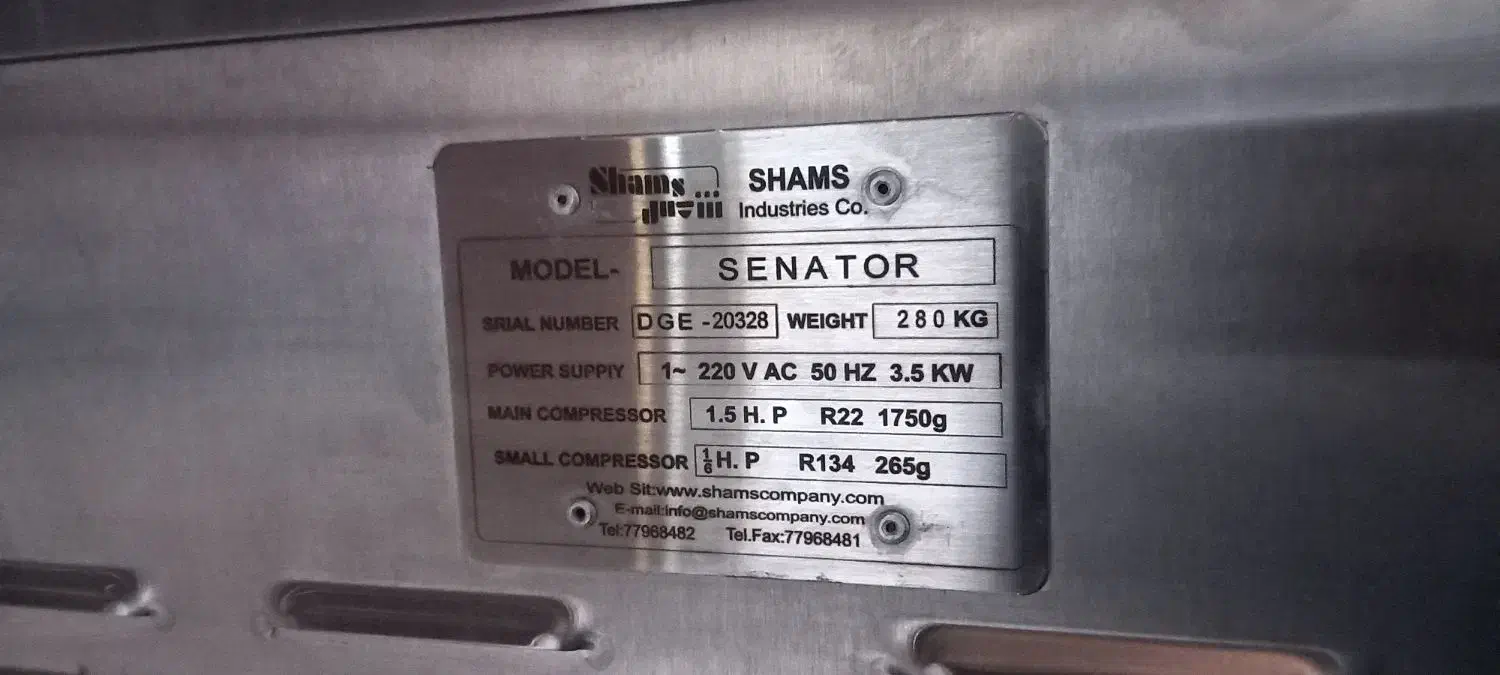 Shams
SHAMS
Industries Co.
MODEL- SENATOR
SRIAL NUMBER DGE -20328 WEIGHT 280 KG
POWER SUPPIY 1~ 220 V AC 50 HZ 3.5 KW
MAIN COMPRESSOR 1.5 H. P R22 1750g
SMALL COMPRESSOR 1/6 H. P R134 265g
Web Sit:www.shamscompany.com
E-mail:info@shamscompany.com
Tel:77968482 Tel.Fax:77968481